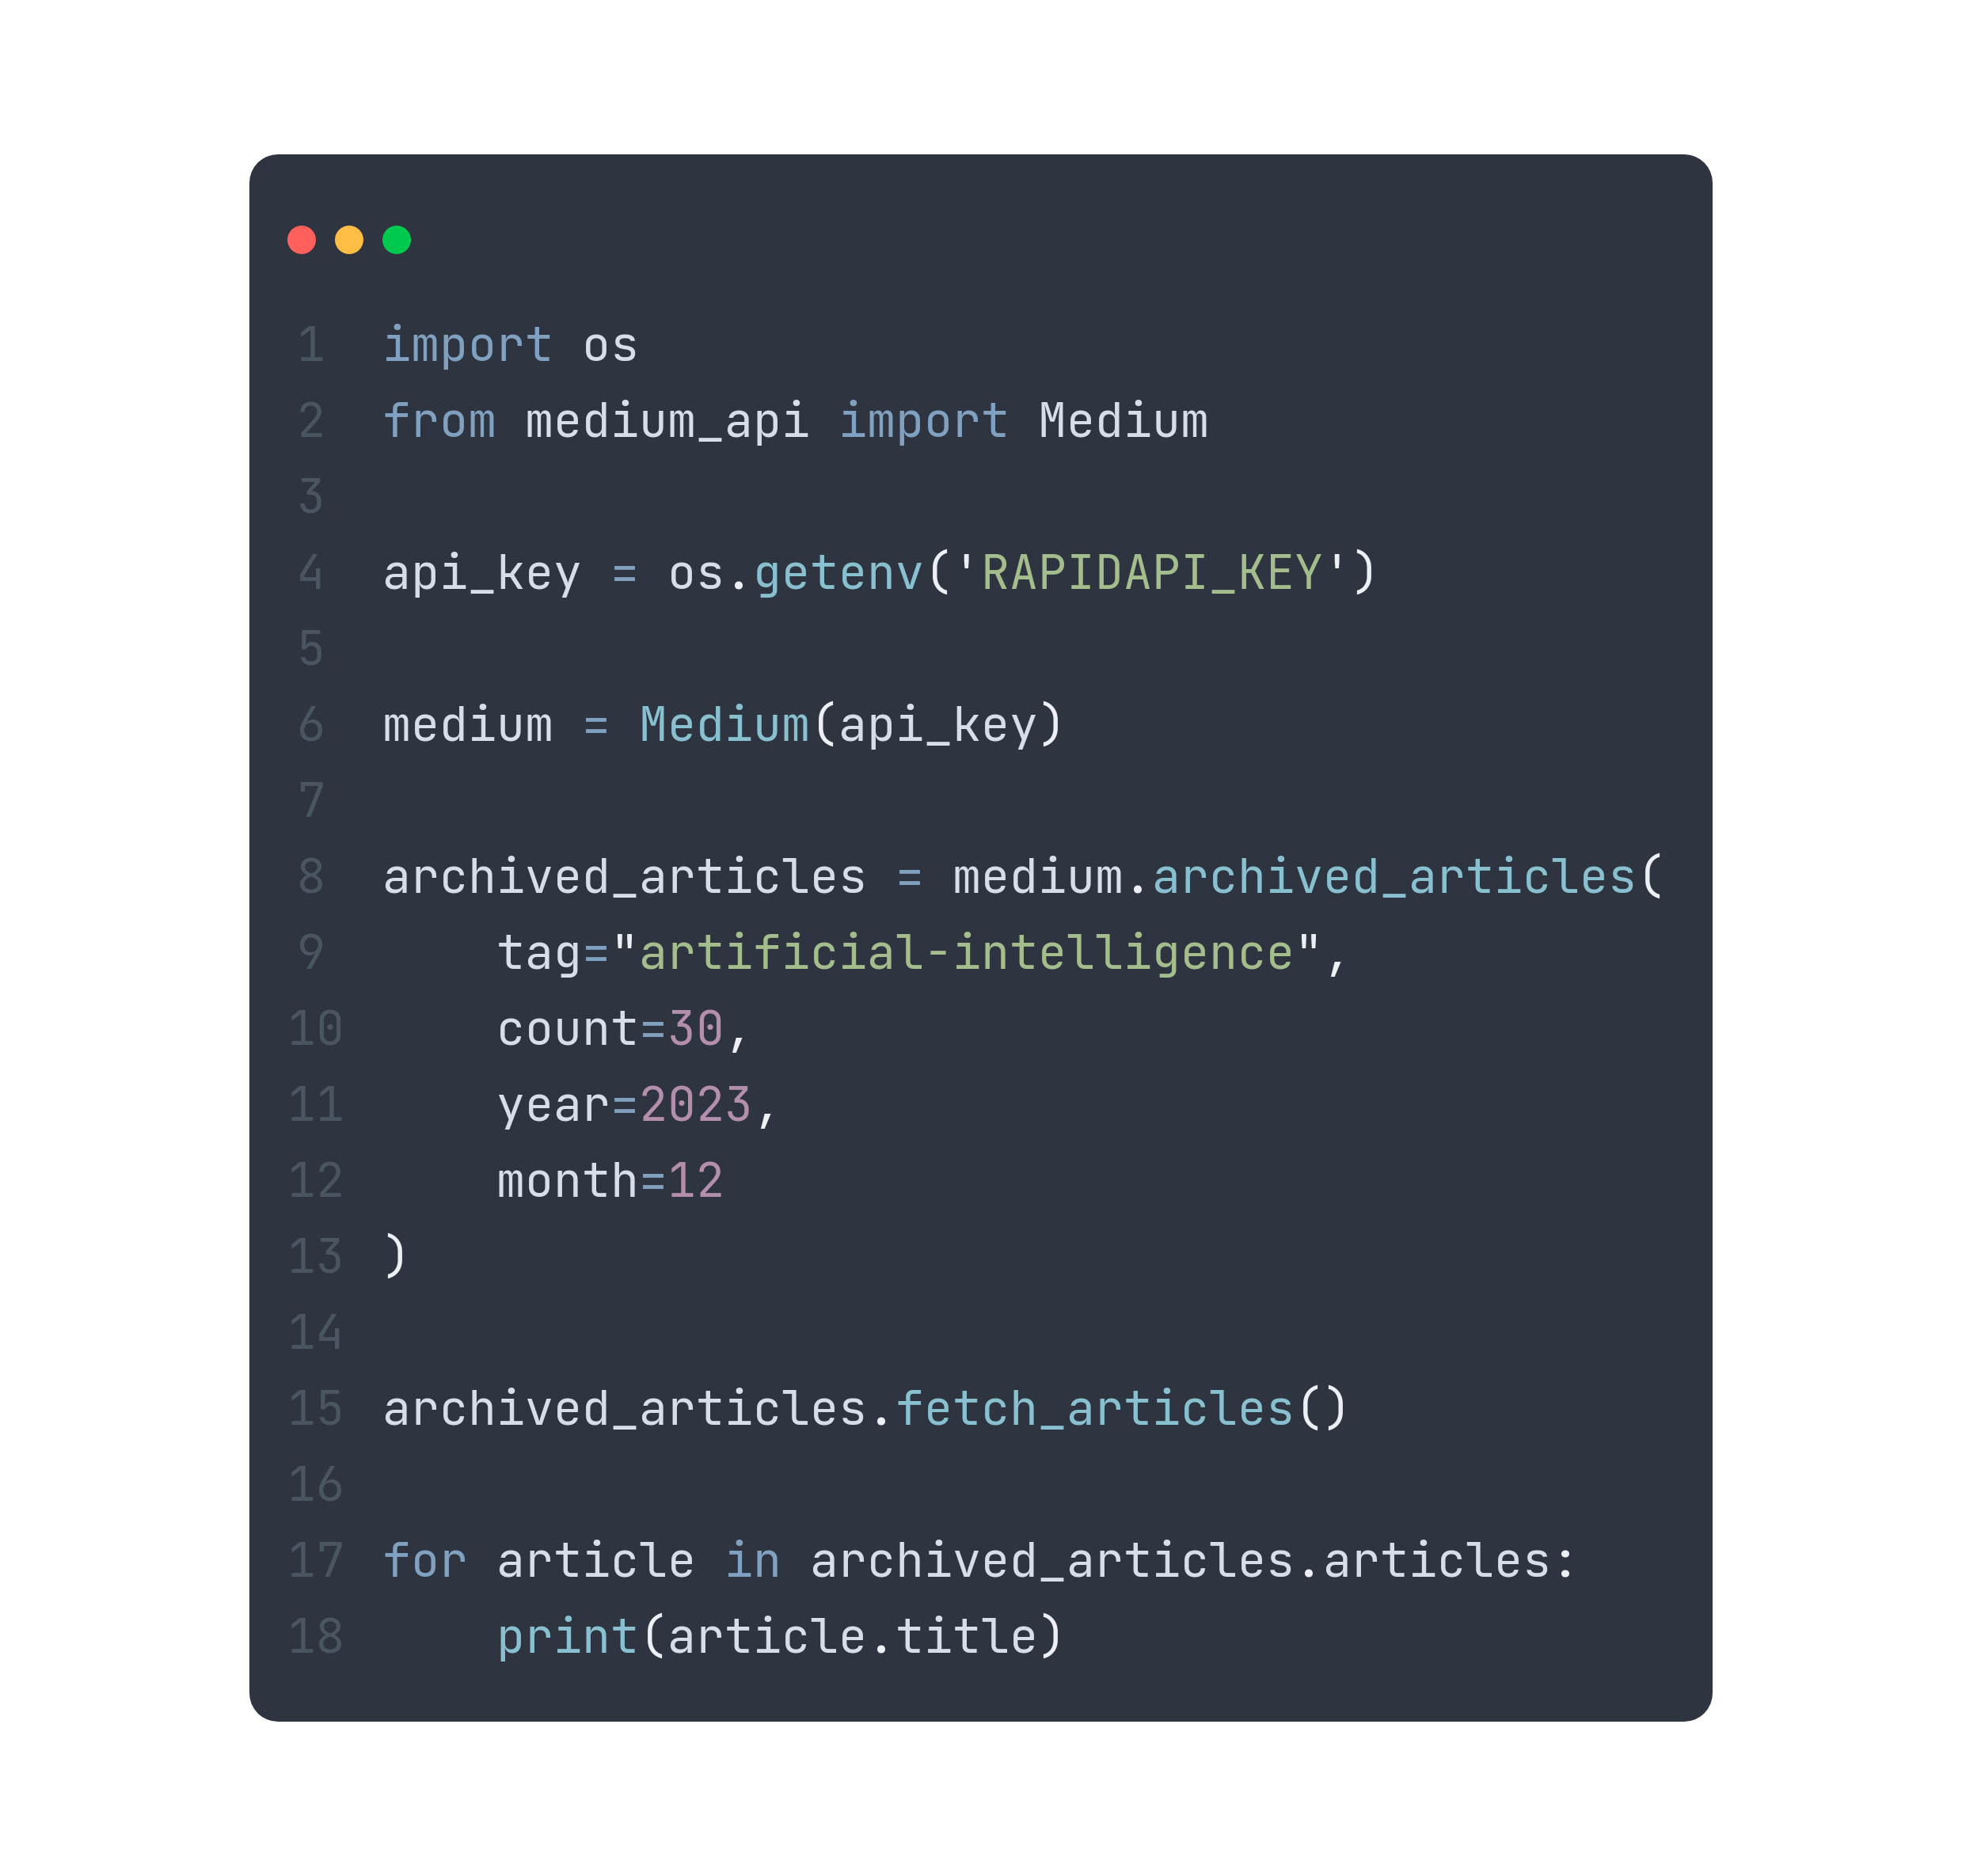 1 import os
2 from medium_api import Medium
3
4 api_key = os.getenv('RAPIDAPI_KEY')
5
6 medium = Medium(api_key)
7
8 archived_articles = medium.archived_articles(
9     tag="artificial-intelligence",
10     count=30,
11     year=2023,
12     month=12
13 )
14
15 archived_articles.fetch_articles()
16
17 for article in archived_articles.articles:
18     print(article.title)